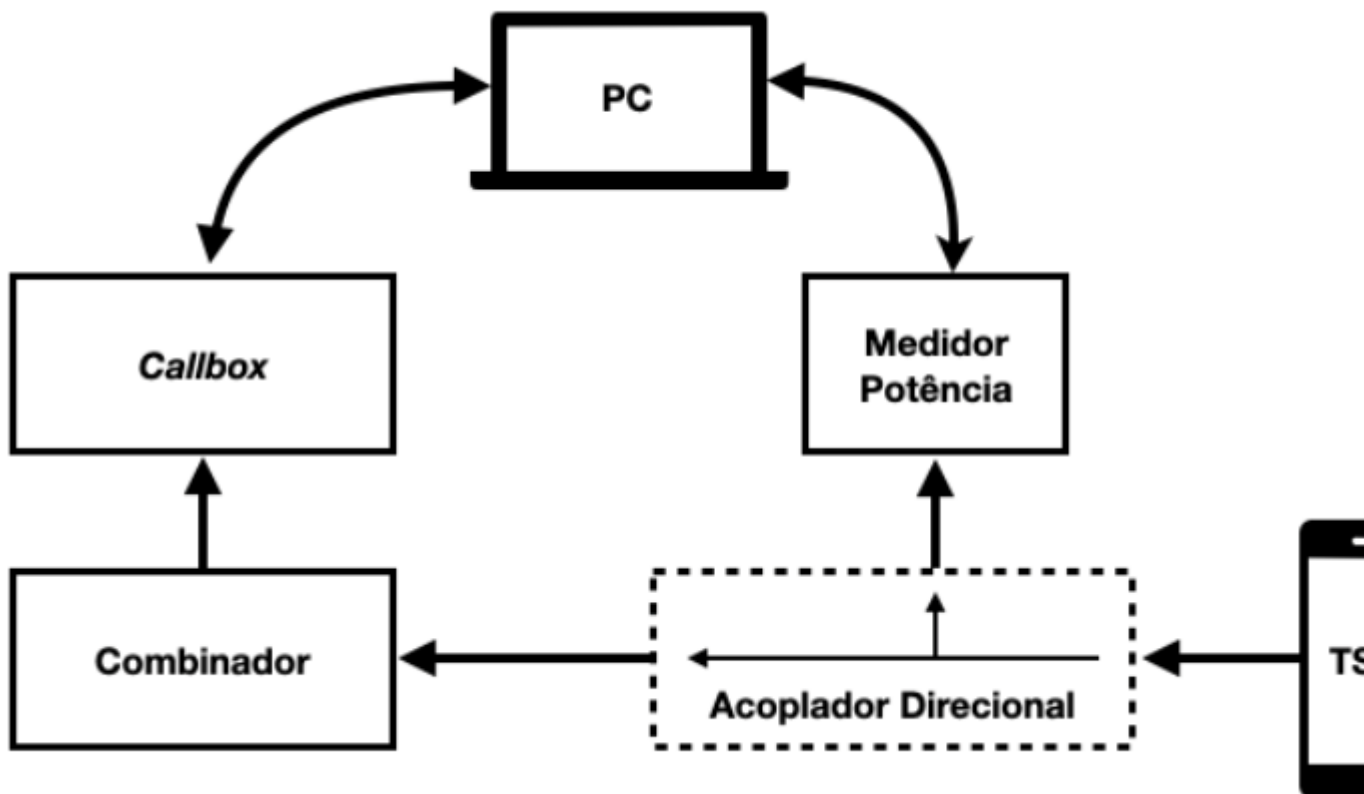 PC
Callbox
Medidor
Potência
Combinador
Acoplador Direcional